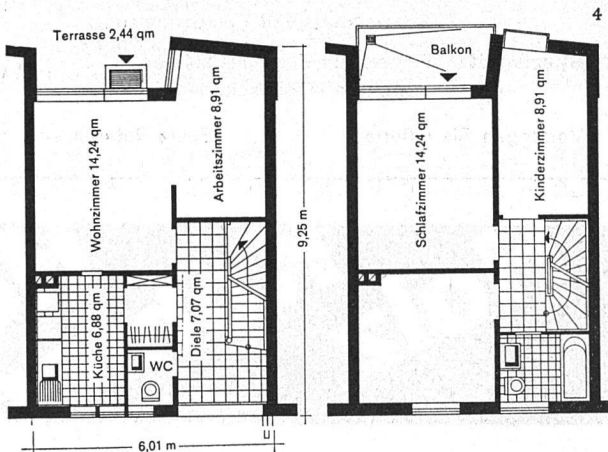 4
Terrasse 2,44 qm
Balkon
Wohnzimmer 14,24 qm
Arbeitszimmer 8,91 qm
9,25 m
Schlafzimmer 14,24 qm
Kinderzimmer 8,91 qm
Küche 6,88 qm
WC
Diele 7,07 qm
6,01 m